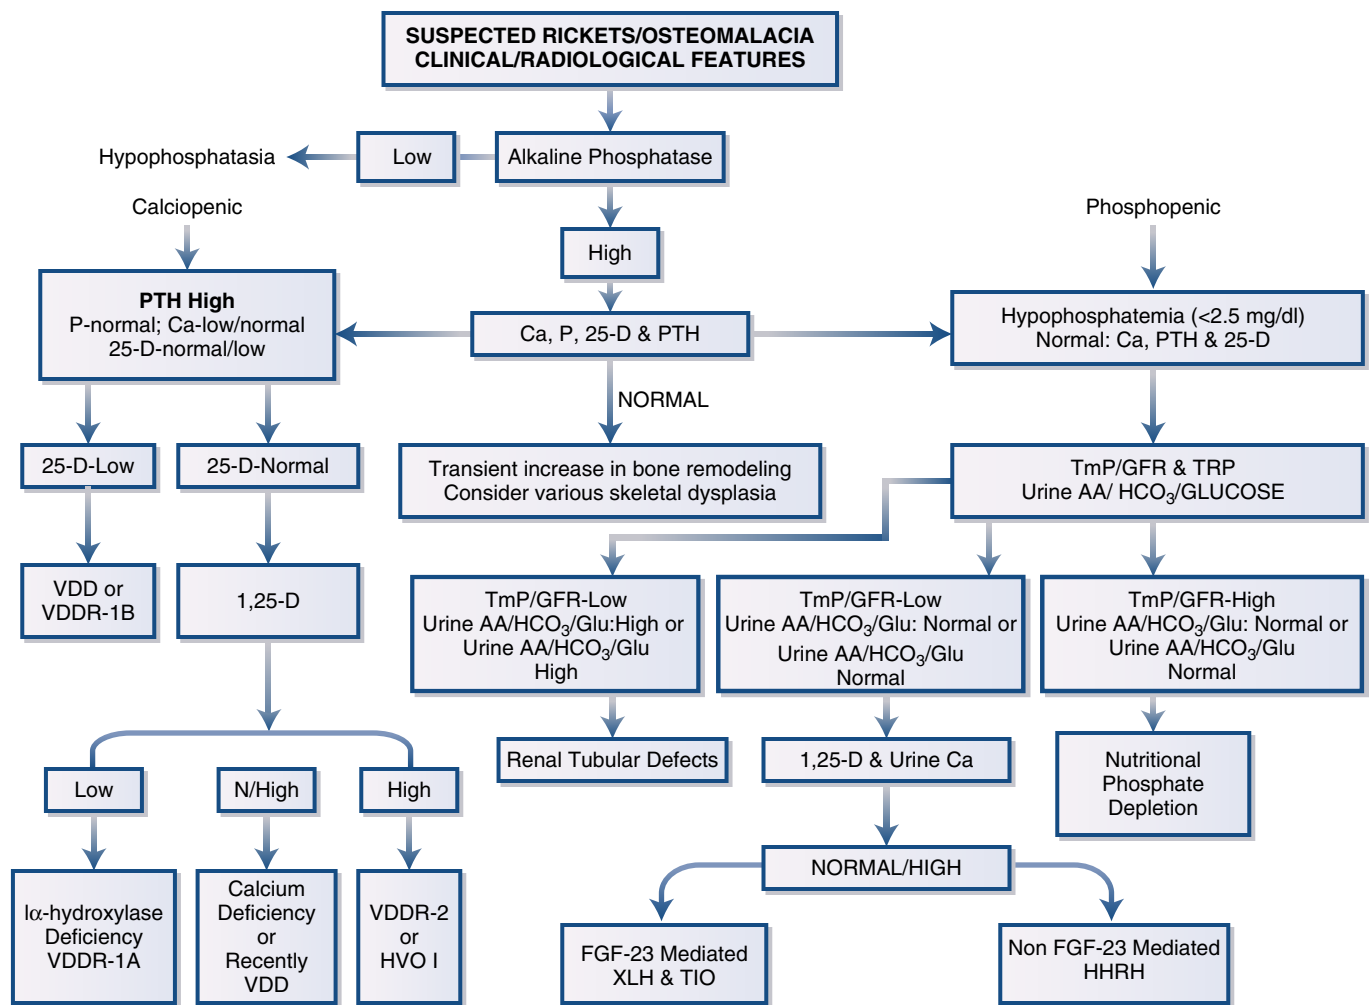 SUSPECTED RICKETS/OSTEOMALACIA
CLINICAL/RADIOLOGICAL FEATURES
Hypophosphatasia
Low
Alkaline Phosphatase
Calciopenic
Phosphopenic
High
PTH High
P-normal; Ca-low/normal
25-D-normal/low
Ca, P, 25-D & PTH
Hypophosphatemia (<2.5 mg/dl)
Normal: Ca, PTH & 25-D
NORMAL
25-D-Low
25-D-Normal
Transient increase in bone remodeling
Consider various skeletal dysplasia
TmP/GFR & TRP
Urine AA/ HCO₃/GLUCOSE
VDD or
VDDR-1B
1,25-D
TmP/GFR-Low
Urine AA/HCO₃/Glu:High or
Urine AA/HCO₃/Glu
High
TmP/GFR-Low
Urine AA/HCO₃/Glu: Normal or
Urine AA/HCO₃/Glu
Normal
TmP/GFR-High
Urine AA/HCO₃/Glu: Normal or
Urine AA/HCO₃/Glu
Normal
Renal Tubular Defects
1,25-D & Urine Ca
Nutritional
Phosphate
Depletion
Low
N/High
High
NORMAL/HIGH
Iα-hydroxylase
Deficiency
VDDR-1A
Calcium
Deficiency
or
Recently
VDD
VDDR-2
or
HVO I
FGF-23 Mediated
XLH & TIO
Non FGF-23 Mediated
HHRH